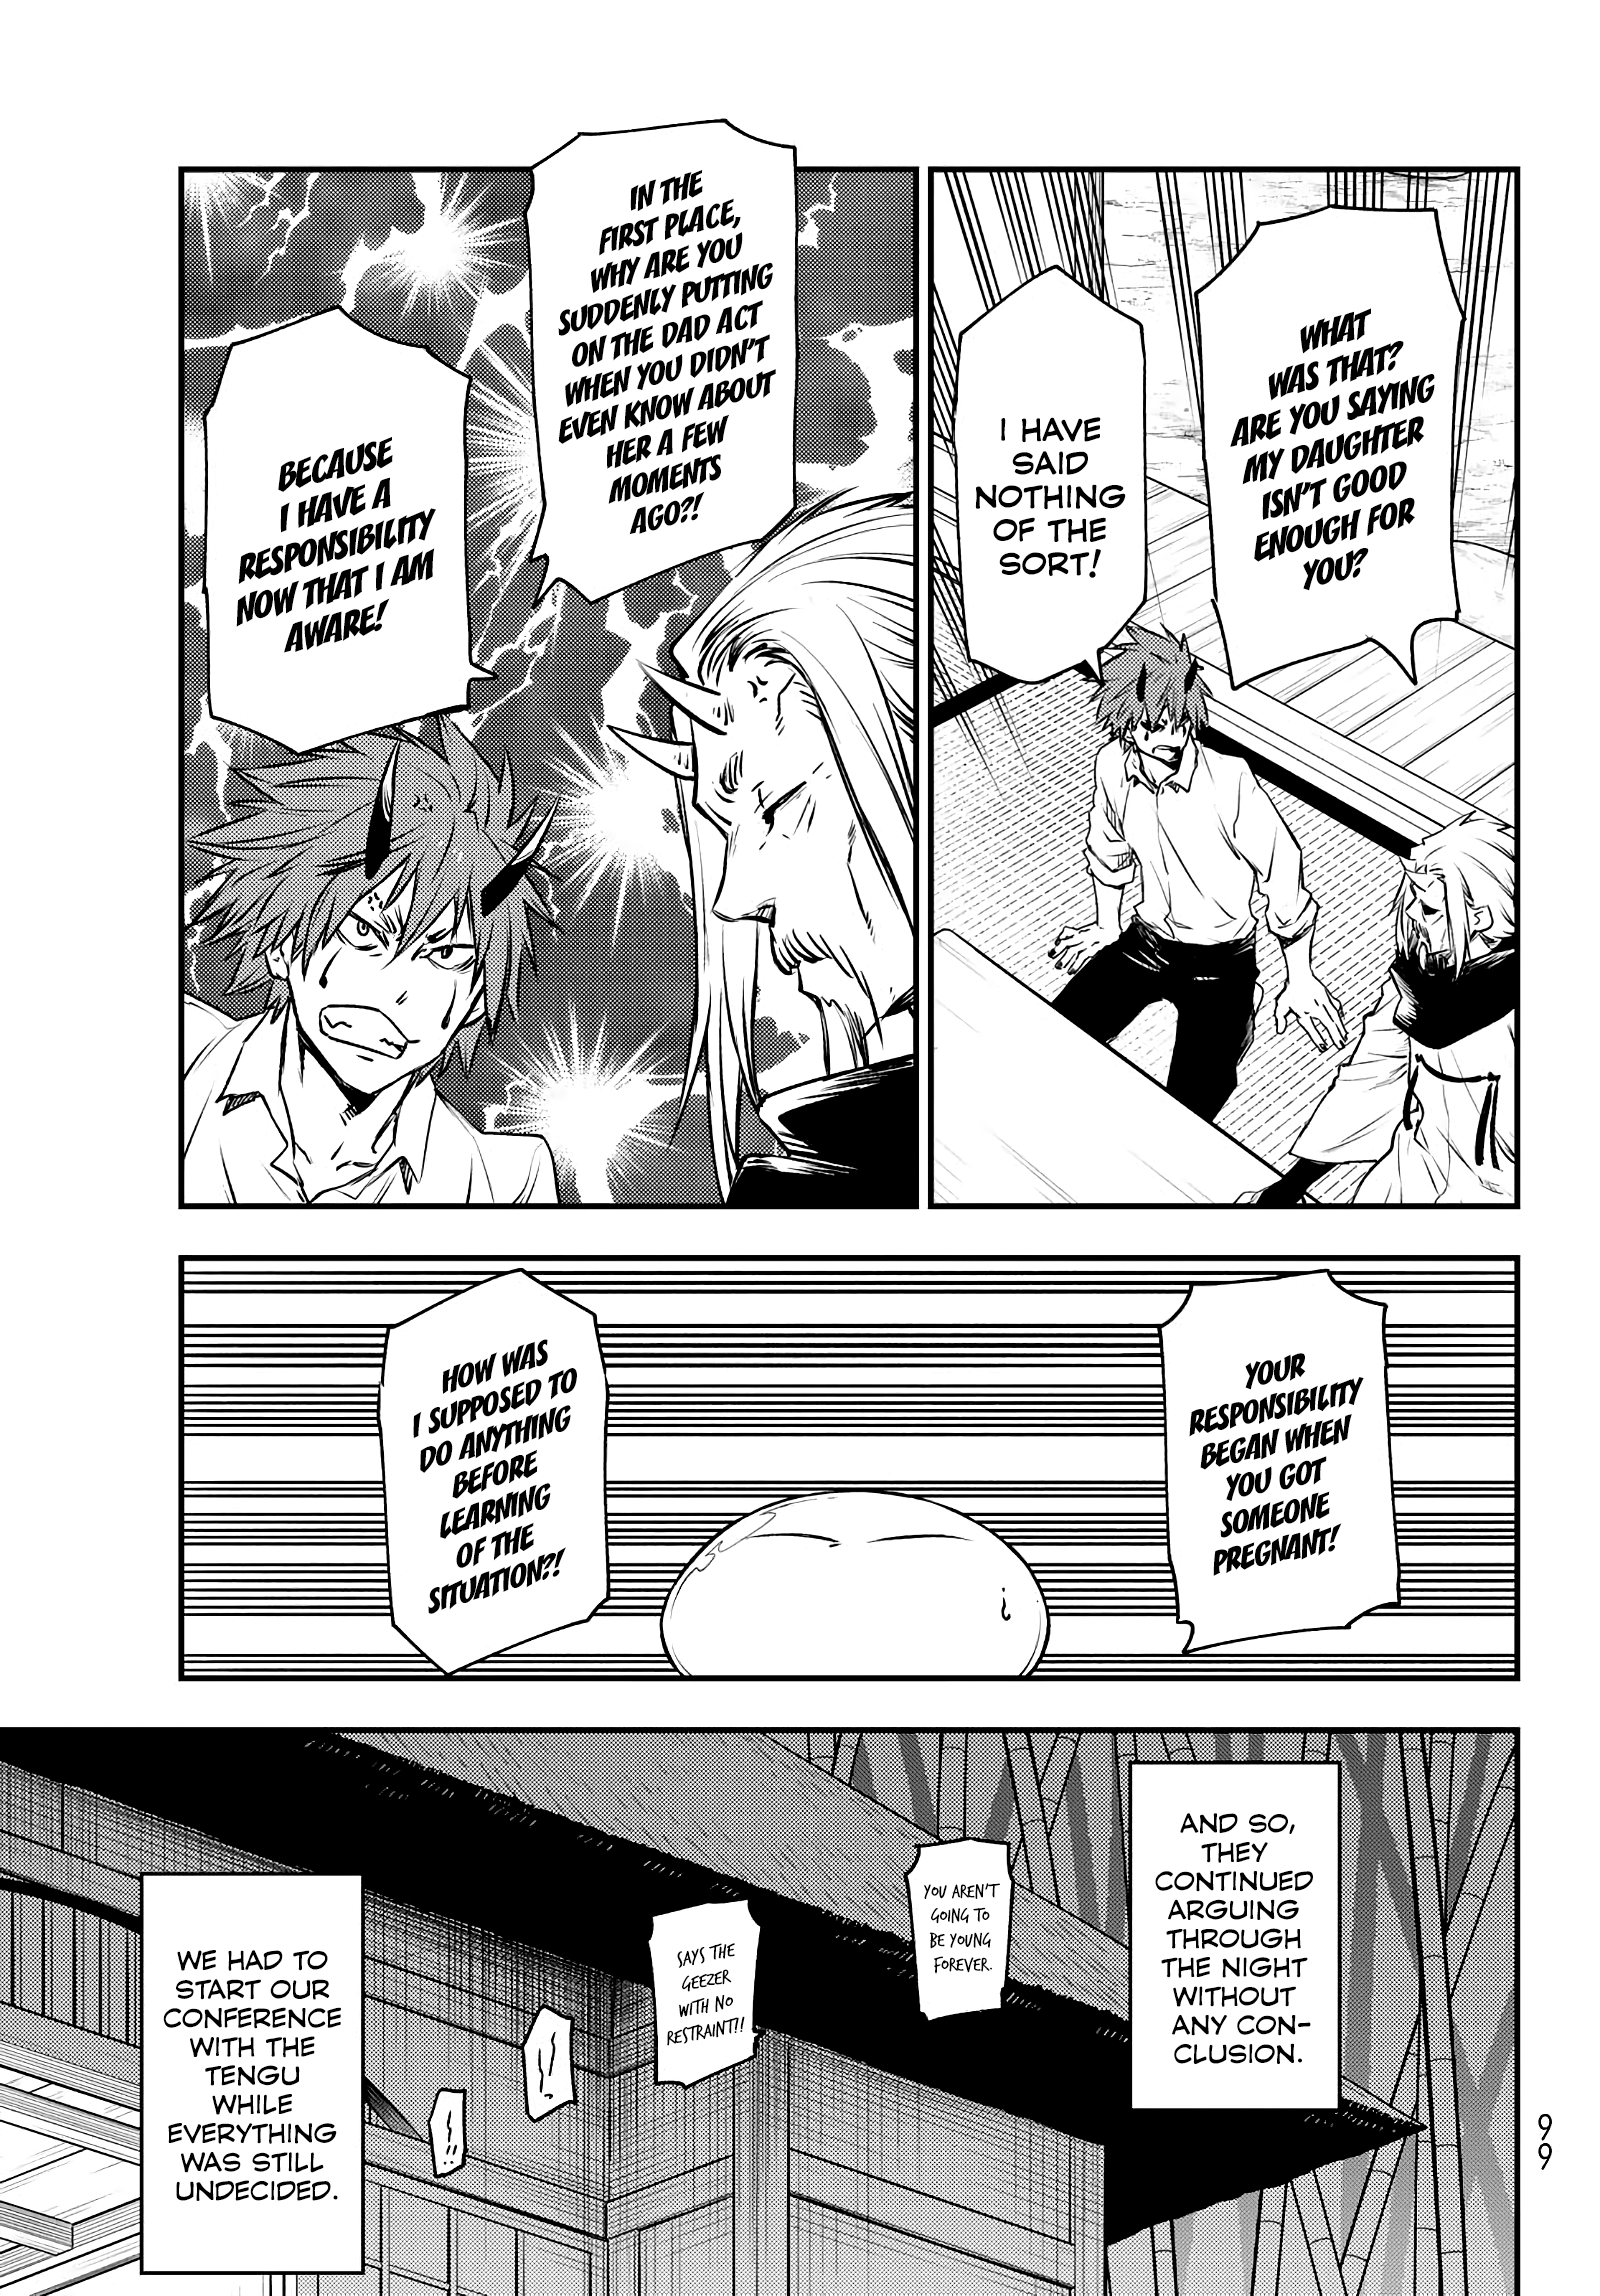 WHAT
WAS THAT?
ARE YOU SAYING
MY DAUGHTER
ISN'T GOOD
ENOUGH FOR
YOU?
I HAVE
SAID
NOTHING
OF THE
SORT!
IN THE
FIRST PLACE,
WHY ARE YOU
SUDDENLY PUTTING
ON THE DAD ACT
WHEN YOU DIDN'T
EVEN KNOW ABOUT
HER A FEW
MOMENTS
AGO?!
BECAUSE
I HAVE A
RESPONSIBILITY
NOW THAT I AM
AWARE!
YOUR
RESPONSIBILITY
BEGAN WHEN
YOU GOT
SOMEONE
PREGNANT!
HOW WAS
I SUPPOSED TO
DO ANYTHING
BEFORE
LEARNING
OF THE
SITUATION?!
AND SO,
THEY
CONTINUED
ARGUING
THROUGH
THE NIGHT
WITHOUT
ANY CON-
CLUSION.
YOU AREN'T
GOING TO
BE YOUNG
FOREVER.
SAYS THE
GEEZER
WITH NO
RESTRAINT!!
WE HAD TO
START OUR
CONFERENCE
WITH THE
TENGU
WHILE
EVERYTHING
WAS STILL
UNDECIDED.
99